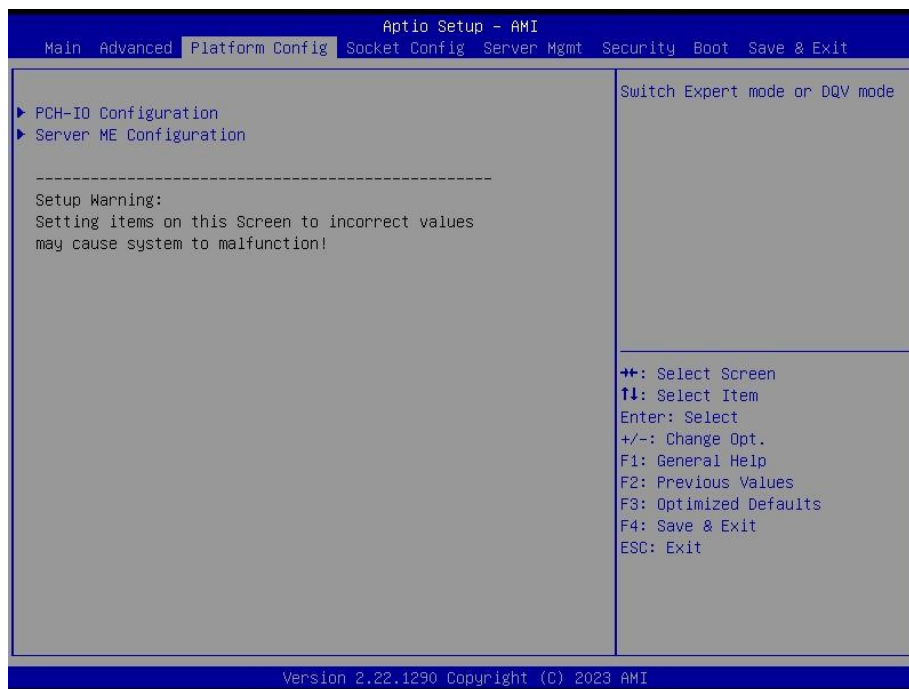 Aptio Setup - AMI
Main Advanced Platform Config Socket Config Server Mgmt Security Boot Save & Exit
PCH-IO Configuration
Server ME Configuration
--------------------------------------------------
Setup Warning:
Setting items on this Screen to incorrect values
may cause system to malfunction!
Switch Expert mode or DQV mode
→←: Select Screen
↑↓: Select Item
Enter: Select
+/-: Change Opt.
F1: General Help
F2: Previous Values
F3: Optimized Defaults
F4: Save & Exit
ESC: Exit
Version 2.22.1290 Copyright (C) 2023 AMI